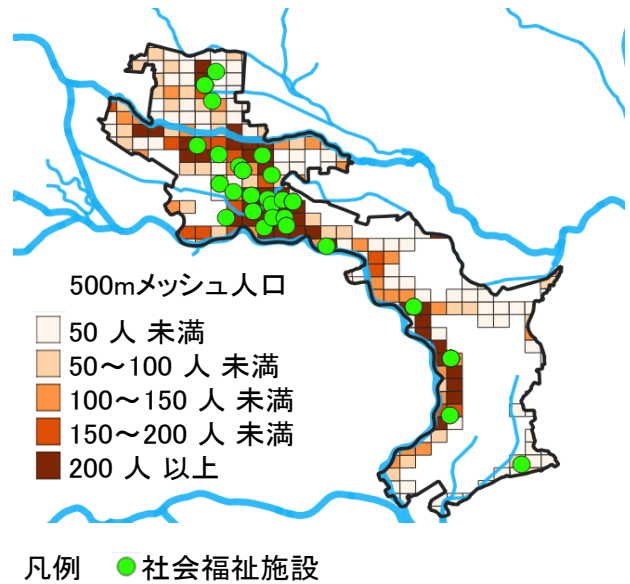 500mメッシュ人口
50 人 未満
50～100 人 未満
100～150 人 未満
150～200 人 未満
200 人 以上
凡例 社会福祉施設